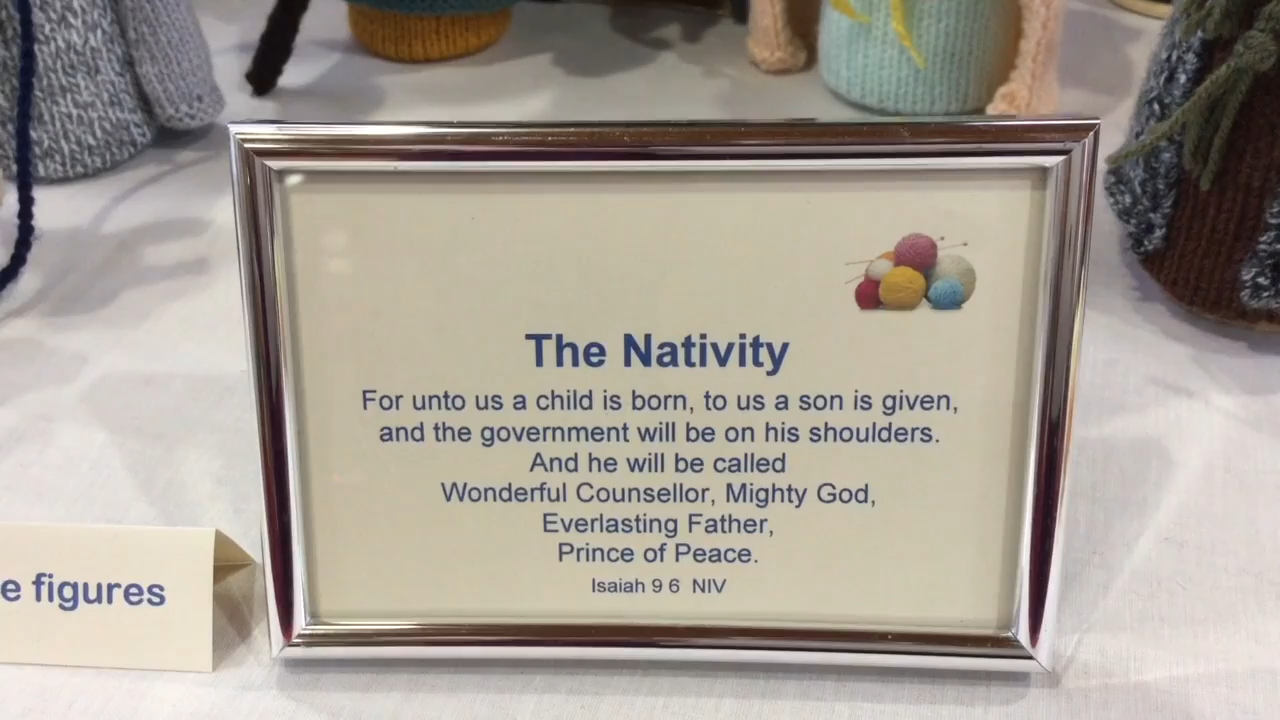 The Nativity
For unto us a child is born, to us a son is given,
and the government will be on his shoulders.
And he will be called
Wonderful Counsellor, Mighty God,
Everlasting Father,
Prince of Peace.
Isaiah 9 6 NIV
figures